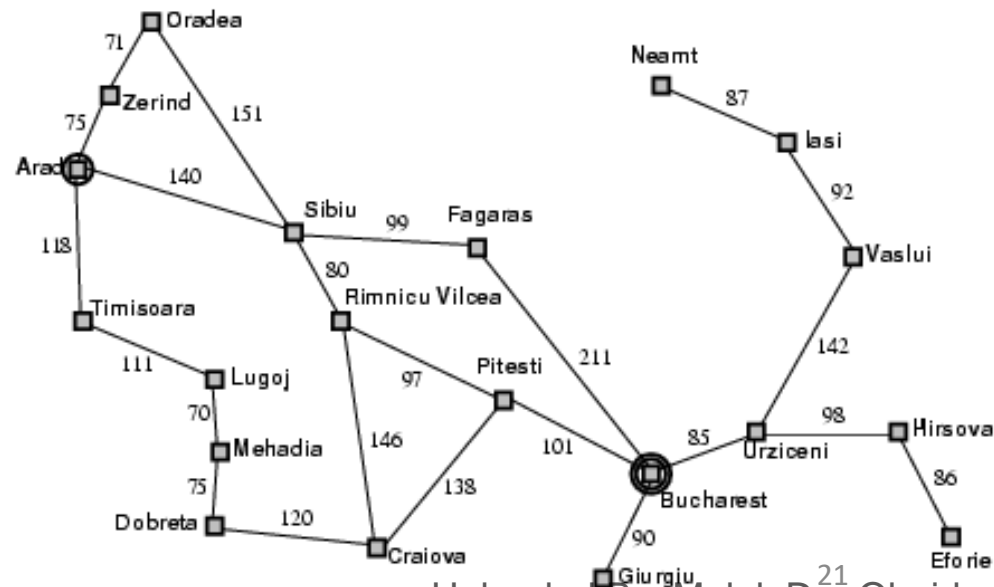 Oradea
71
Neamt
87
Zerind
151
75
Iasi
Arad
140
92
Sibiu
Fagaras
99
118
Vaslui
80
Timisoara
Rimnicu Vilcea
142
111
211
Pitesti
Lugoj
97
70
98
Hirsova
146
101
85
Urziceni
Mehadia
86
75
138
Bucharest
Dobreta
120
90
Craiova
Eforie
Giurgiu
21